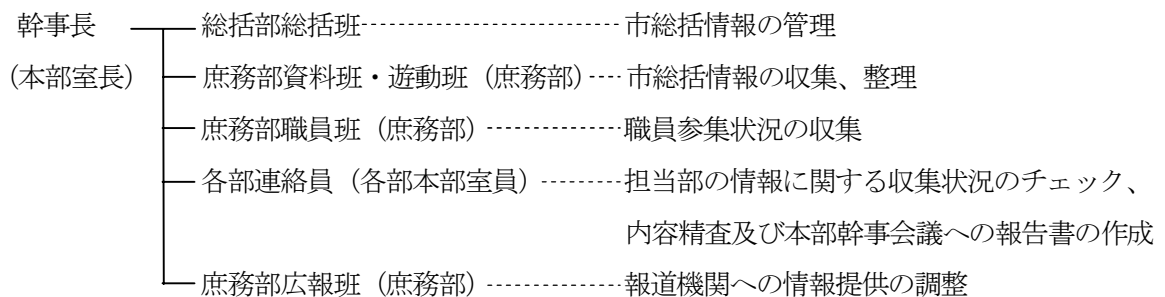 幹事長 総括部総括班 市総括情報の管理
（本部室長） 庶務部資料班・遊動班（庶務部） 市総括情報の収集、整理
庶務部職員班（庶務部） 職員参集状況の収集
各部連絡員（各部本部室員） 担当部の情報に関する収集状況のチェック、
内容精査及び本部幹事会議への報告書の作成
庶務部広報班（庶務部） 報道機関への情報提供の調整